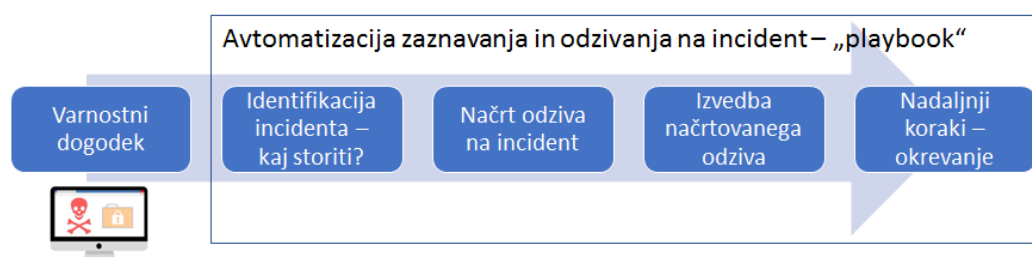 Avtomatizacija zaznavanja in odzivanja na incident – „playbook“
Varnostni
dogodek
Identifikacija
incidenta –
kaj storiti?
Načrt odziva
na incident
Izvedba
načrtovanega
odziva
Nadaljnji
koraki –
okrevanje